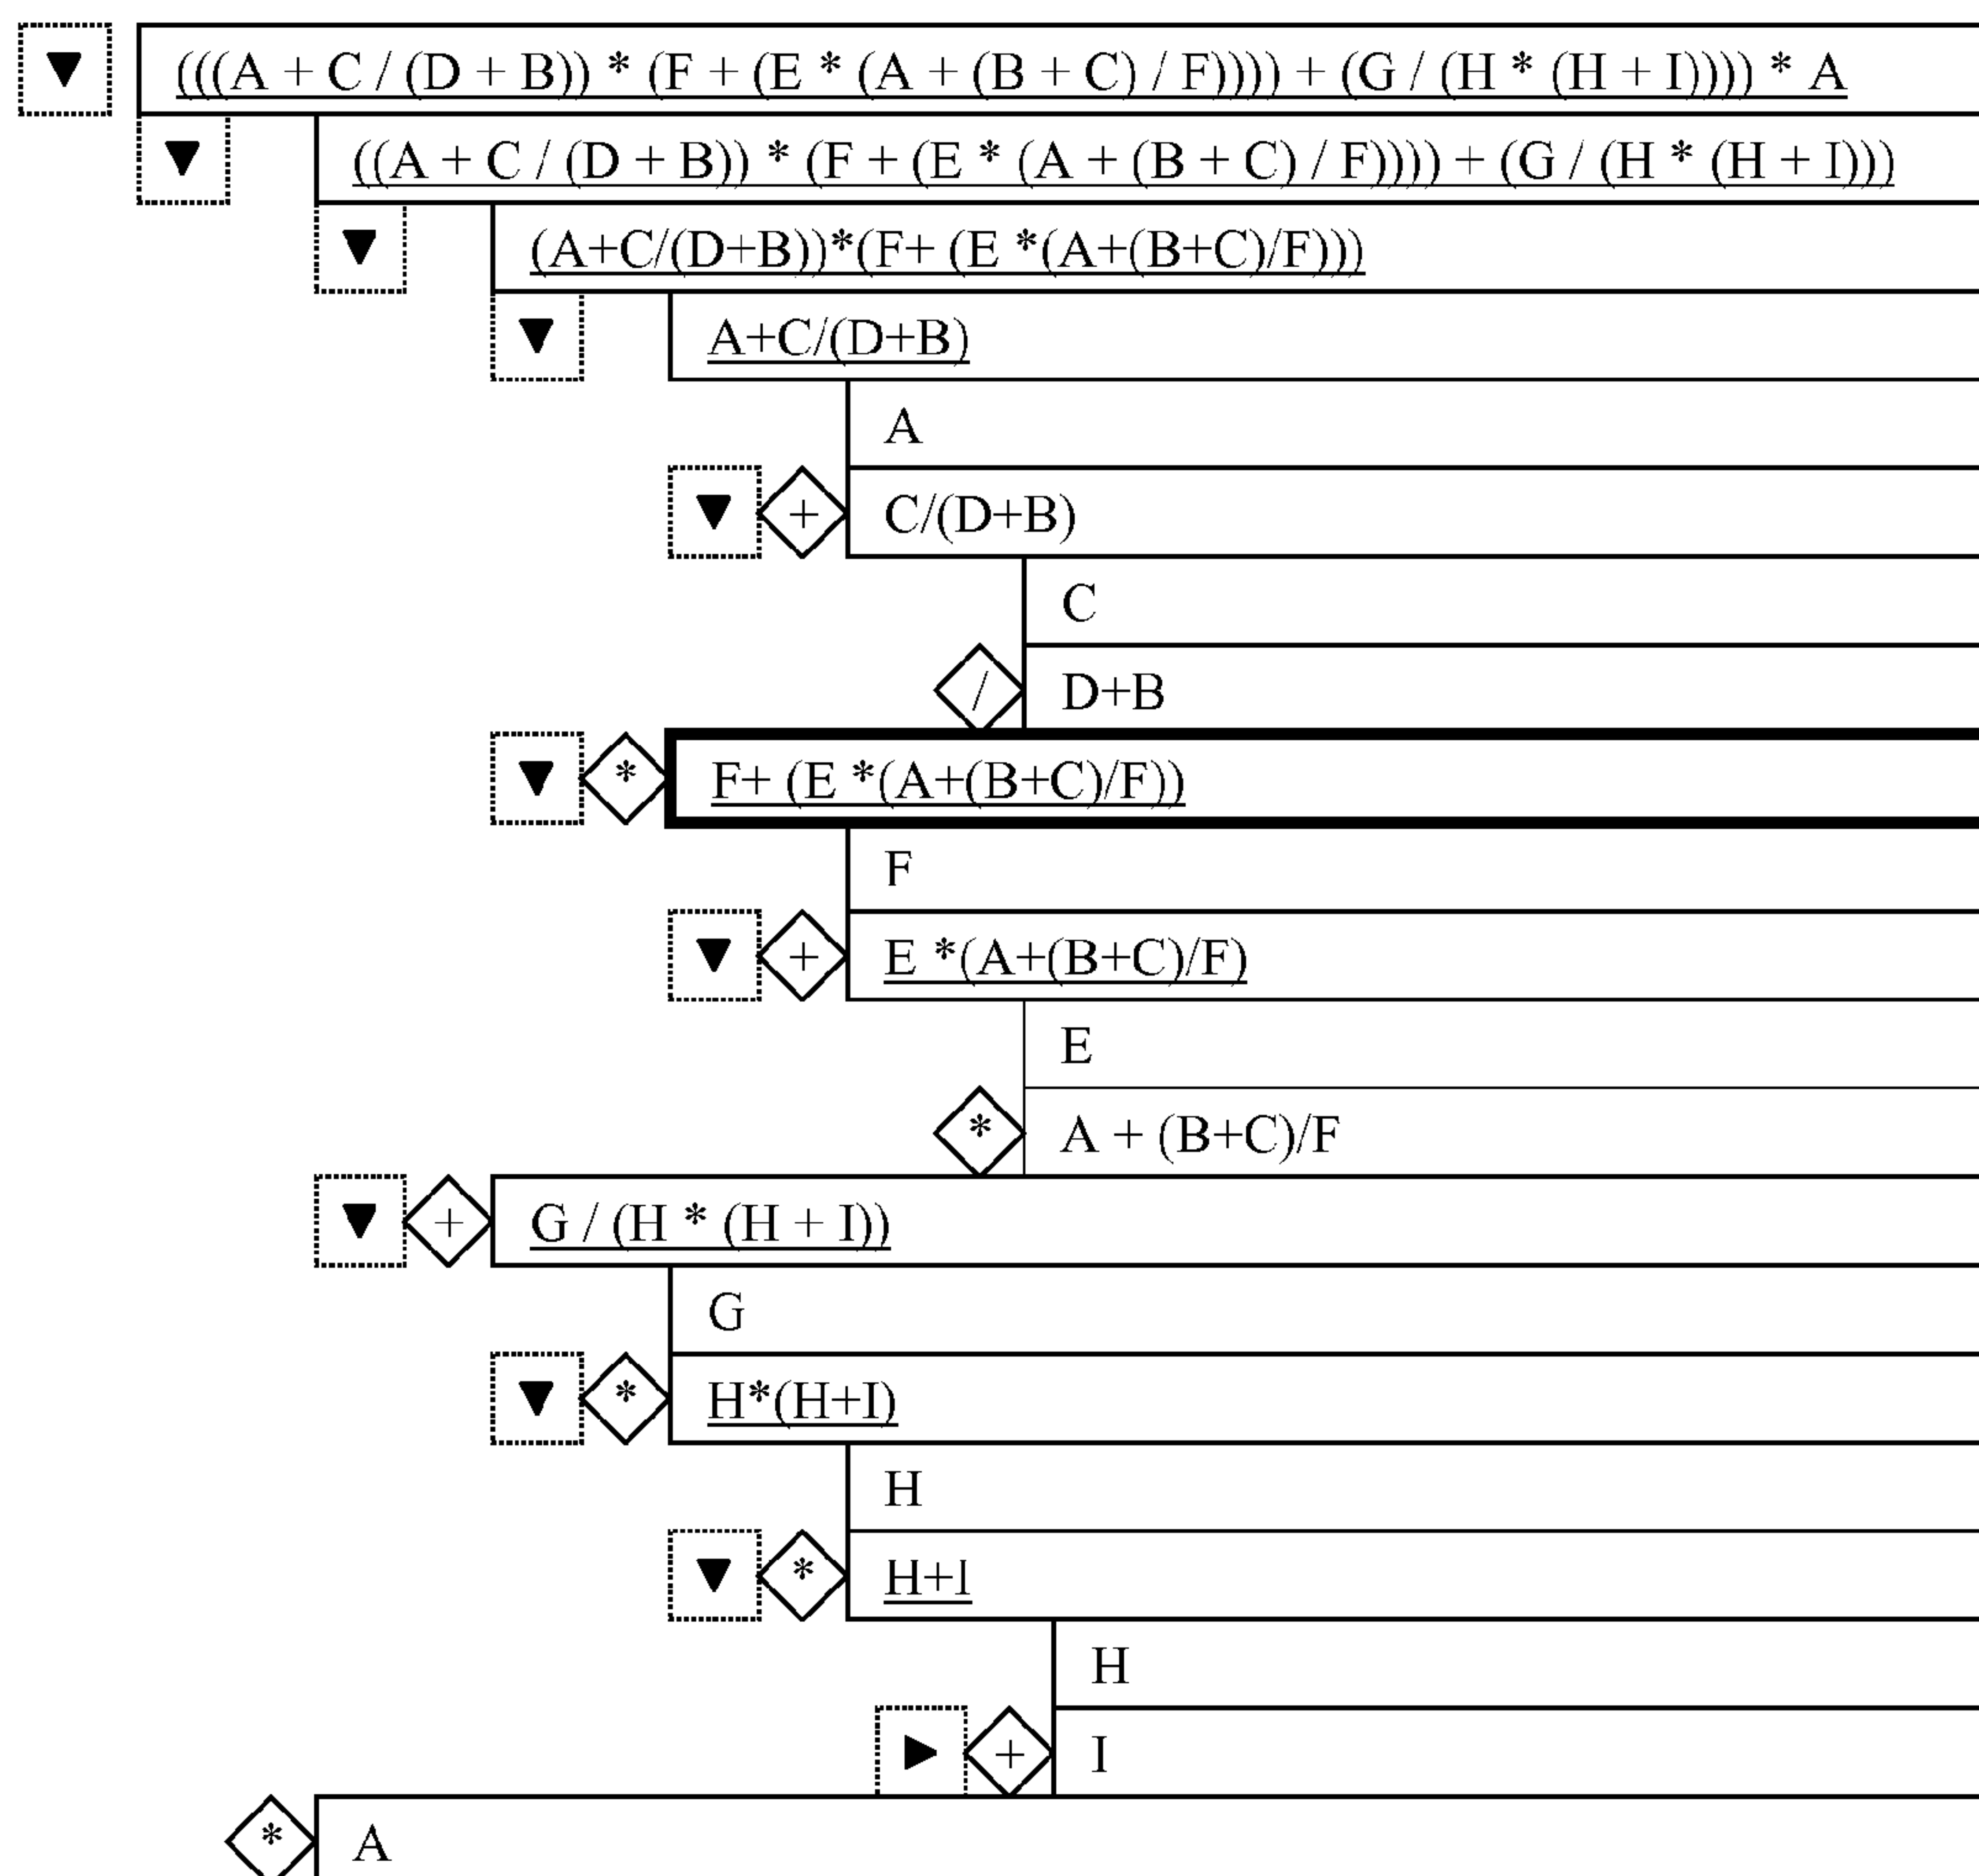 (((A + C / (D + B)) * (F + (E * (A + (B + C) / F)))) + (G / (H * (H + I)))) * A
((A + C / (D + B)) * (F + (E * (A + (B + C) / F)))) + (G / (H * (H + I)))
(A+C/(D+B))*(F+ (E *(A+(B+C)/F)))
A+C/(D+B)
A
+ C/(D+B)
C
/ D+B
* F+ (E *(A+(B+C)/F))
F
+ E *(A+(B+C)/F)
E
* A + (B+C)/F
+ G / (H * (H + I))
G
* H*(H+I)
H
* H+I
H
+ I
* A